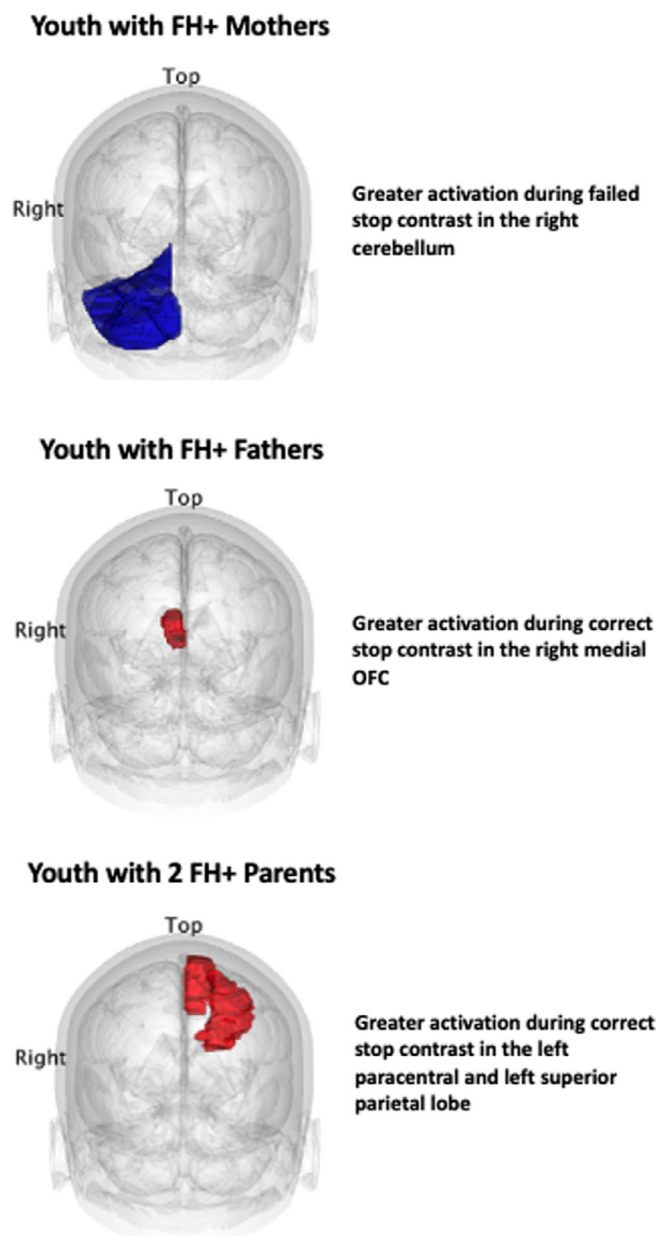 Youth with FH+ Mothers
Top
Right
Greater activation during failed
stop contrast in the right
cerebellum
Youth with FH+ Fathers
Top
Right
Greater activation during correct
stop contrast in the right medial
OFC
Youth with 2 FH+ Parents
Top
Right
Greater activation during correct
stop contrast in the left
paracentral and left superior
parietal lobe